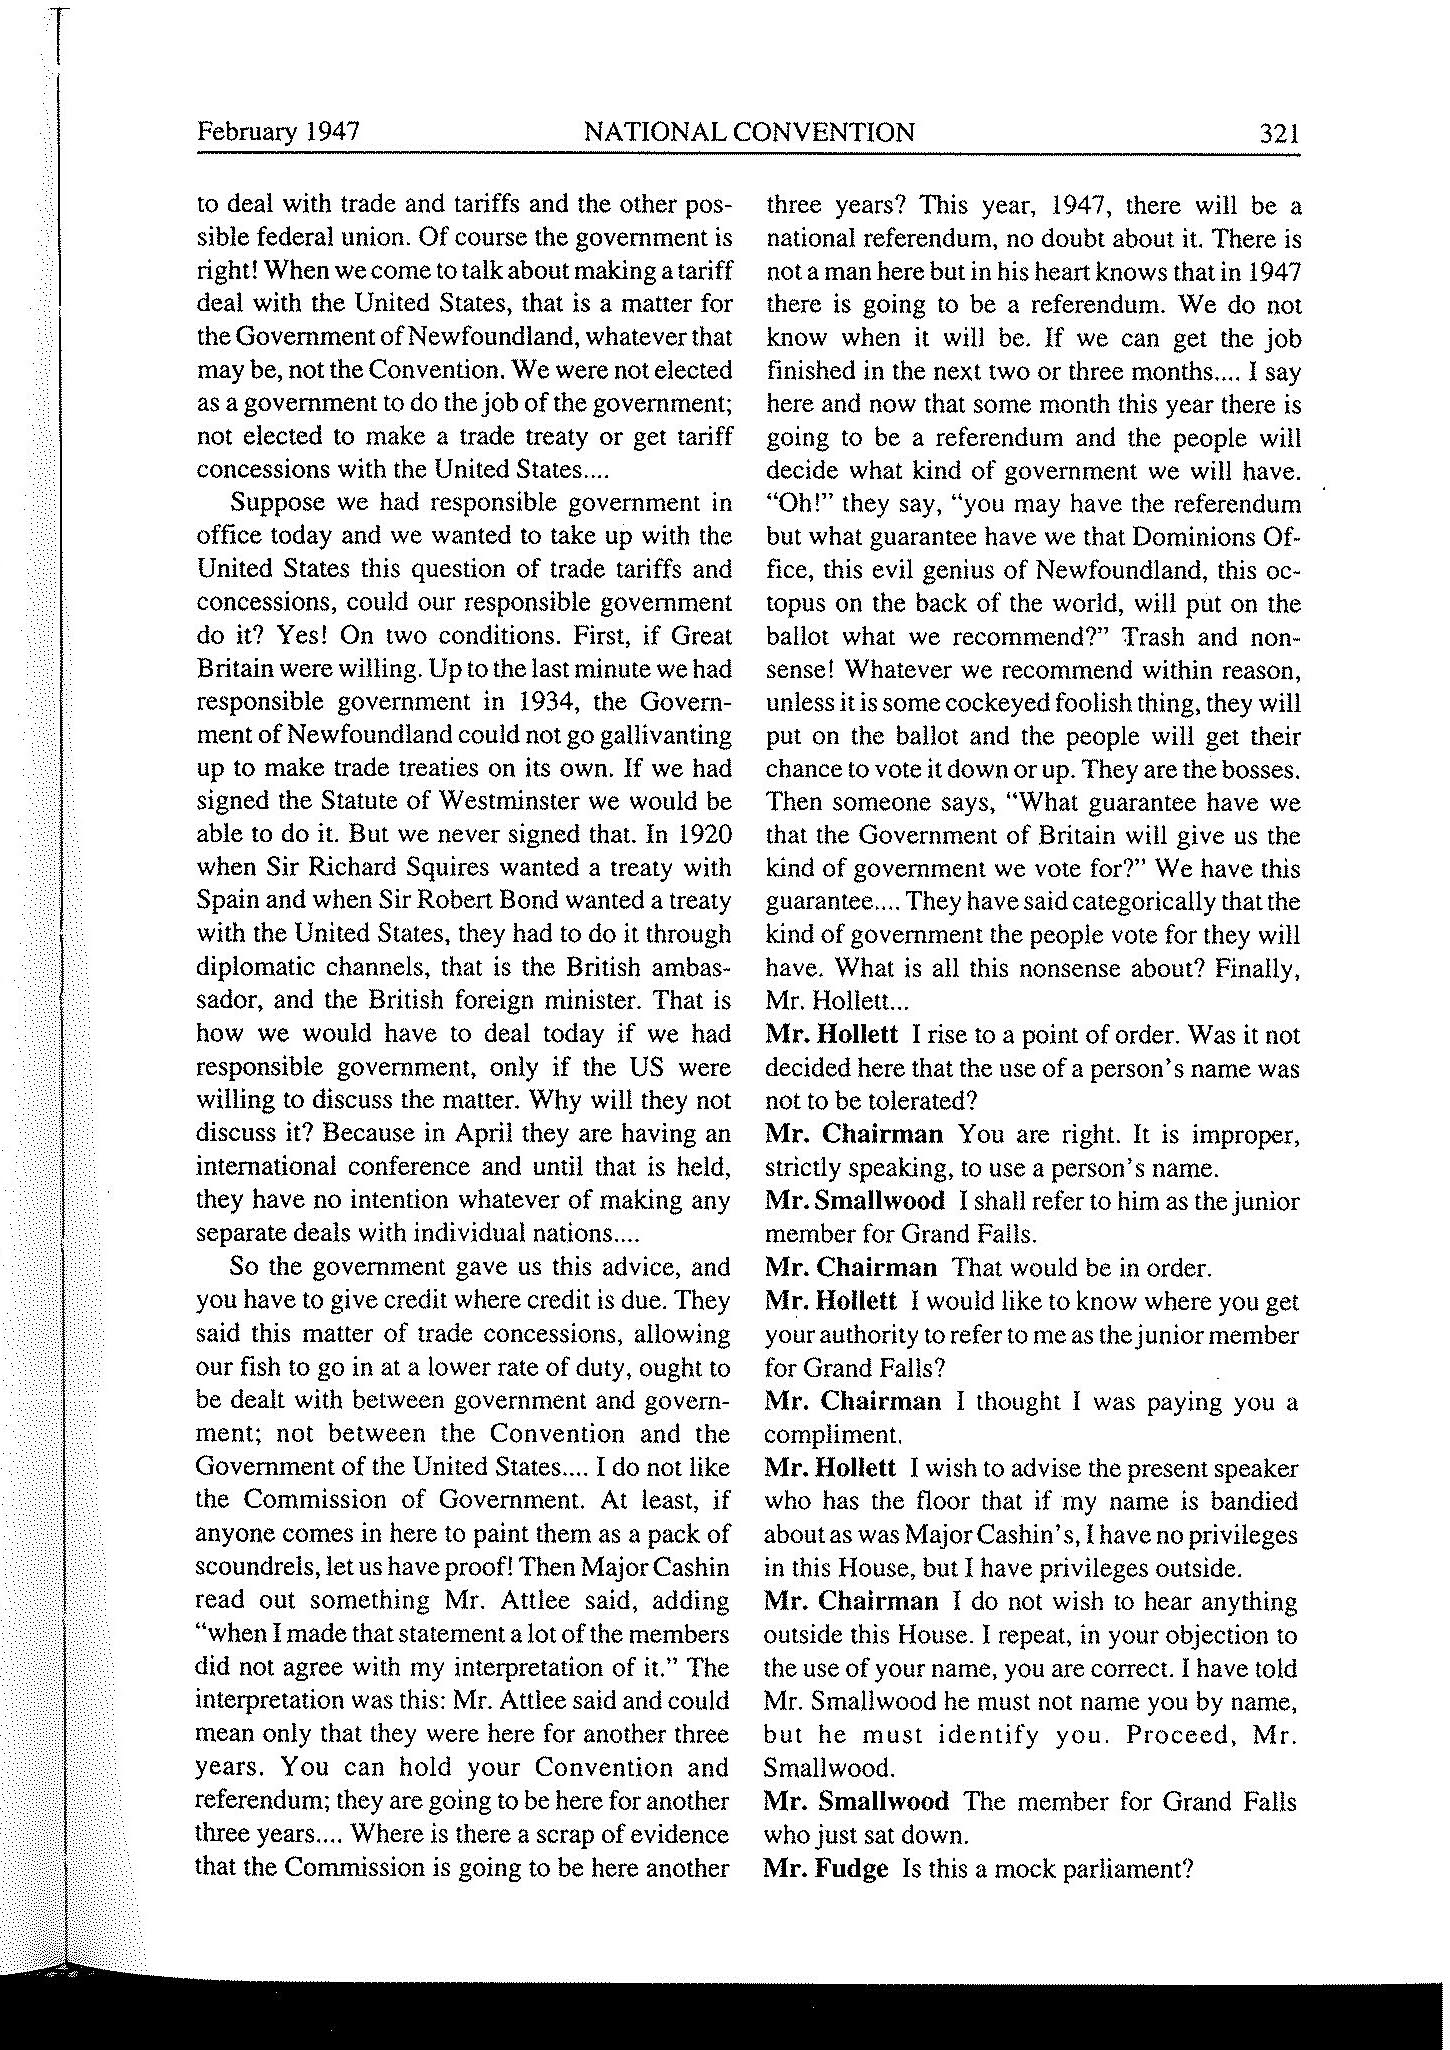 February 1947 NATIONAL CONVENTION 321
to deal with trade and tariffs and the other pos-
sible federal union. Of course the government is
right! When we come to talk about making a tariff
deal with the United States, that is a matter for
the Government of Newfoundland, whatever that
may be, not the Convention. We were not elected
as a government to do the job of the government;
not elected to make a trade treaty or get tariff
concessions with the United States....
Suppose we had responsible government in
office today and we wanted to take up with the
United States this question of trade tariffs and
concessions, could our responsible government
do it? Yes! On two conditions. First, if Great
Britain were willing. Up to the last minute we had
responsible government in 1934, the Govern-
ment of Newfoundland could not go gallivanting
up to make trade treaties on its own. If we had
signed the Statute of Westminster we would be
able to do it. But we never signed that. In 1920
when Sir Richard Squires wanted a treaty with
Spain and when Sir Robert Bond wanted a treaty
with the United States, they had to do it through
diplomatic channels, that is the British ambas-
sador, and the British foreign minister. That is
how we would have to deal today if we had
responsible government, only if the US were
willing to discuss the matter. Why will they not
discuss it? Because in April they are having an
international conference and until that is held,
they have no intention whatever of making any
separate deals with individual nations....
So the government gave us this advice, and
you have to give credit where credit is due. They
said this matter of trade concessions, allowing
our fish to go in at a lower rate of duty, ought to
be dealt with between government and govern-
ment; not between the Convention and the
Government of the United States.... I do not like
the Commission of Government. At least, if
anyone comes in here to paint them as a pack of
scoundrels, let us have proof! Then Major Cashin
read out something Mr. Attlee said, adding
"when I made that statement a lot of the members
did not agree with my interpretation of it." The
interpretation was this: Mr. Attlee said and could
mean only that they were here for another three
years. You can hold your Convention and
referendum; they are going to be here for another
three years.... Where is there a scrap of evidence
that the Commission is going to be here another
three years? This year, 1947, there will be a
national referendum, no doubt about it. There is
not a man here but in his heart knows that in 1947
there is going to be a referendum. We do not
know when it will be. If we can get the job
finished in the next two or three months.... I say
here and now that some month this year there is
going to be a referendum and the people will
decide what kind of government we will have.
"Oh!" they say, "you may have the referendum
but what guarantee have we that Dominions Of-
fice, this evil genius of Newfoundland, this oc-
topus on the back of the world, will put on the
ballot what we recommend?" Trash and non-
sense! Whatever we recommend within reason,
unless it is some cockeyed foolish thing, they will
put on the ballot and the people will get their
chance to vote it down or up. They are the bosses.
Then someone says, "What guarantee have we
that the Government of Britain will give us the
kind of government we vote for?" We have this
guarantee.... They have said categorically that the
kind of government the people vote for they will
have. What is all this nonsense about? Finally,
Mr. Hollett...
Mr. Hollett I rise to a point of order. Was it not
decided here that the use of a person's name was
not to be tolerated?
Mr. Chairman You are right. It is improper,
strictly speaking, to use a person's name.
Mr. Smallwood I shall refer to him as the junior
member for Grand Falls.
Mr. Chairman That would be in order.
Mr. Hollett I would like to know where you get
your authority to refer to me as the junior member
for Grand Falls?
Mr. Chairman I thought I was paying you a
compliment.
Mr. Hollett I wish to advise the present speaker
who has the floor that if my name is bandied
about as was Major Cashin's, I have no privileges
in this House, but I have privileges outside.
Mr. Chairman I do not wish to hear anything
outside this House. I repeat, in your objection to
the use of your name, you are correct. I have told
Mr. Smallwood he must not name you by name,
but he must identify you. Proceed, Mr.
Smallwood.
Mr. Smallwood The member for Grand Falls
who just sat down.
Mr. Fudge Is this a mock parliament?